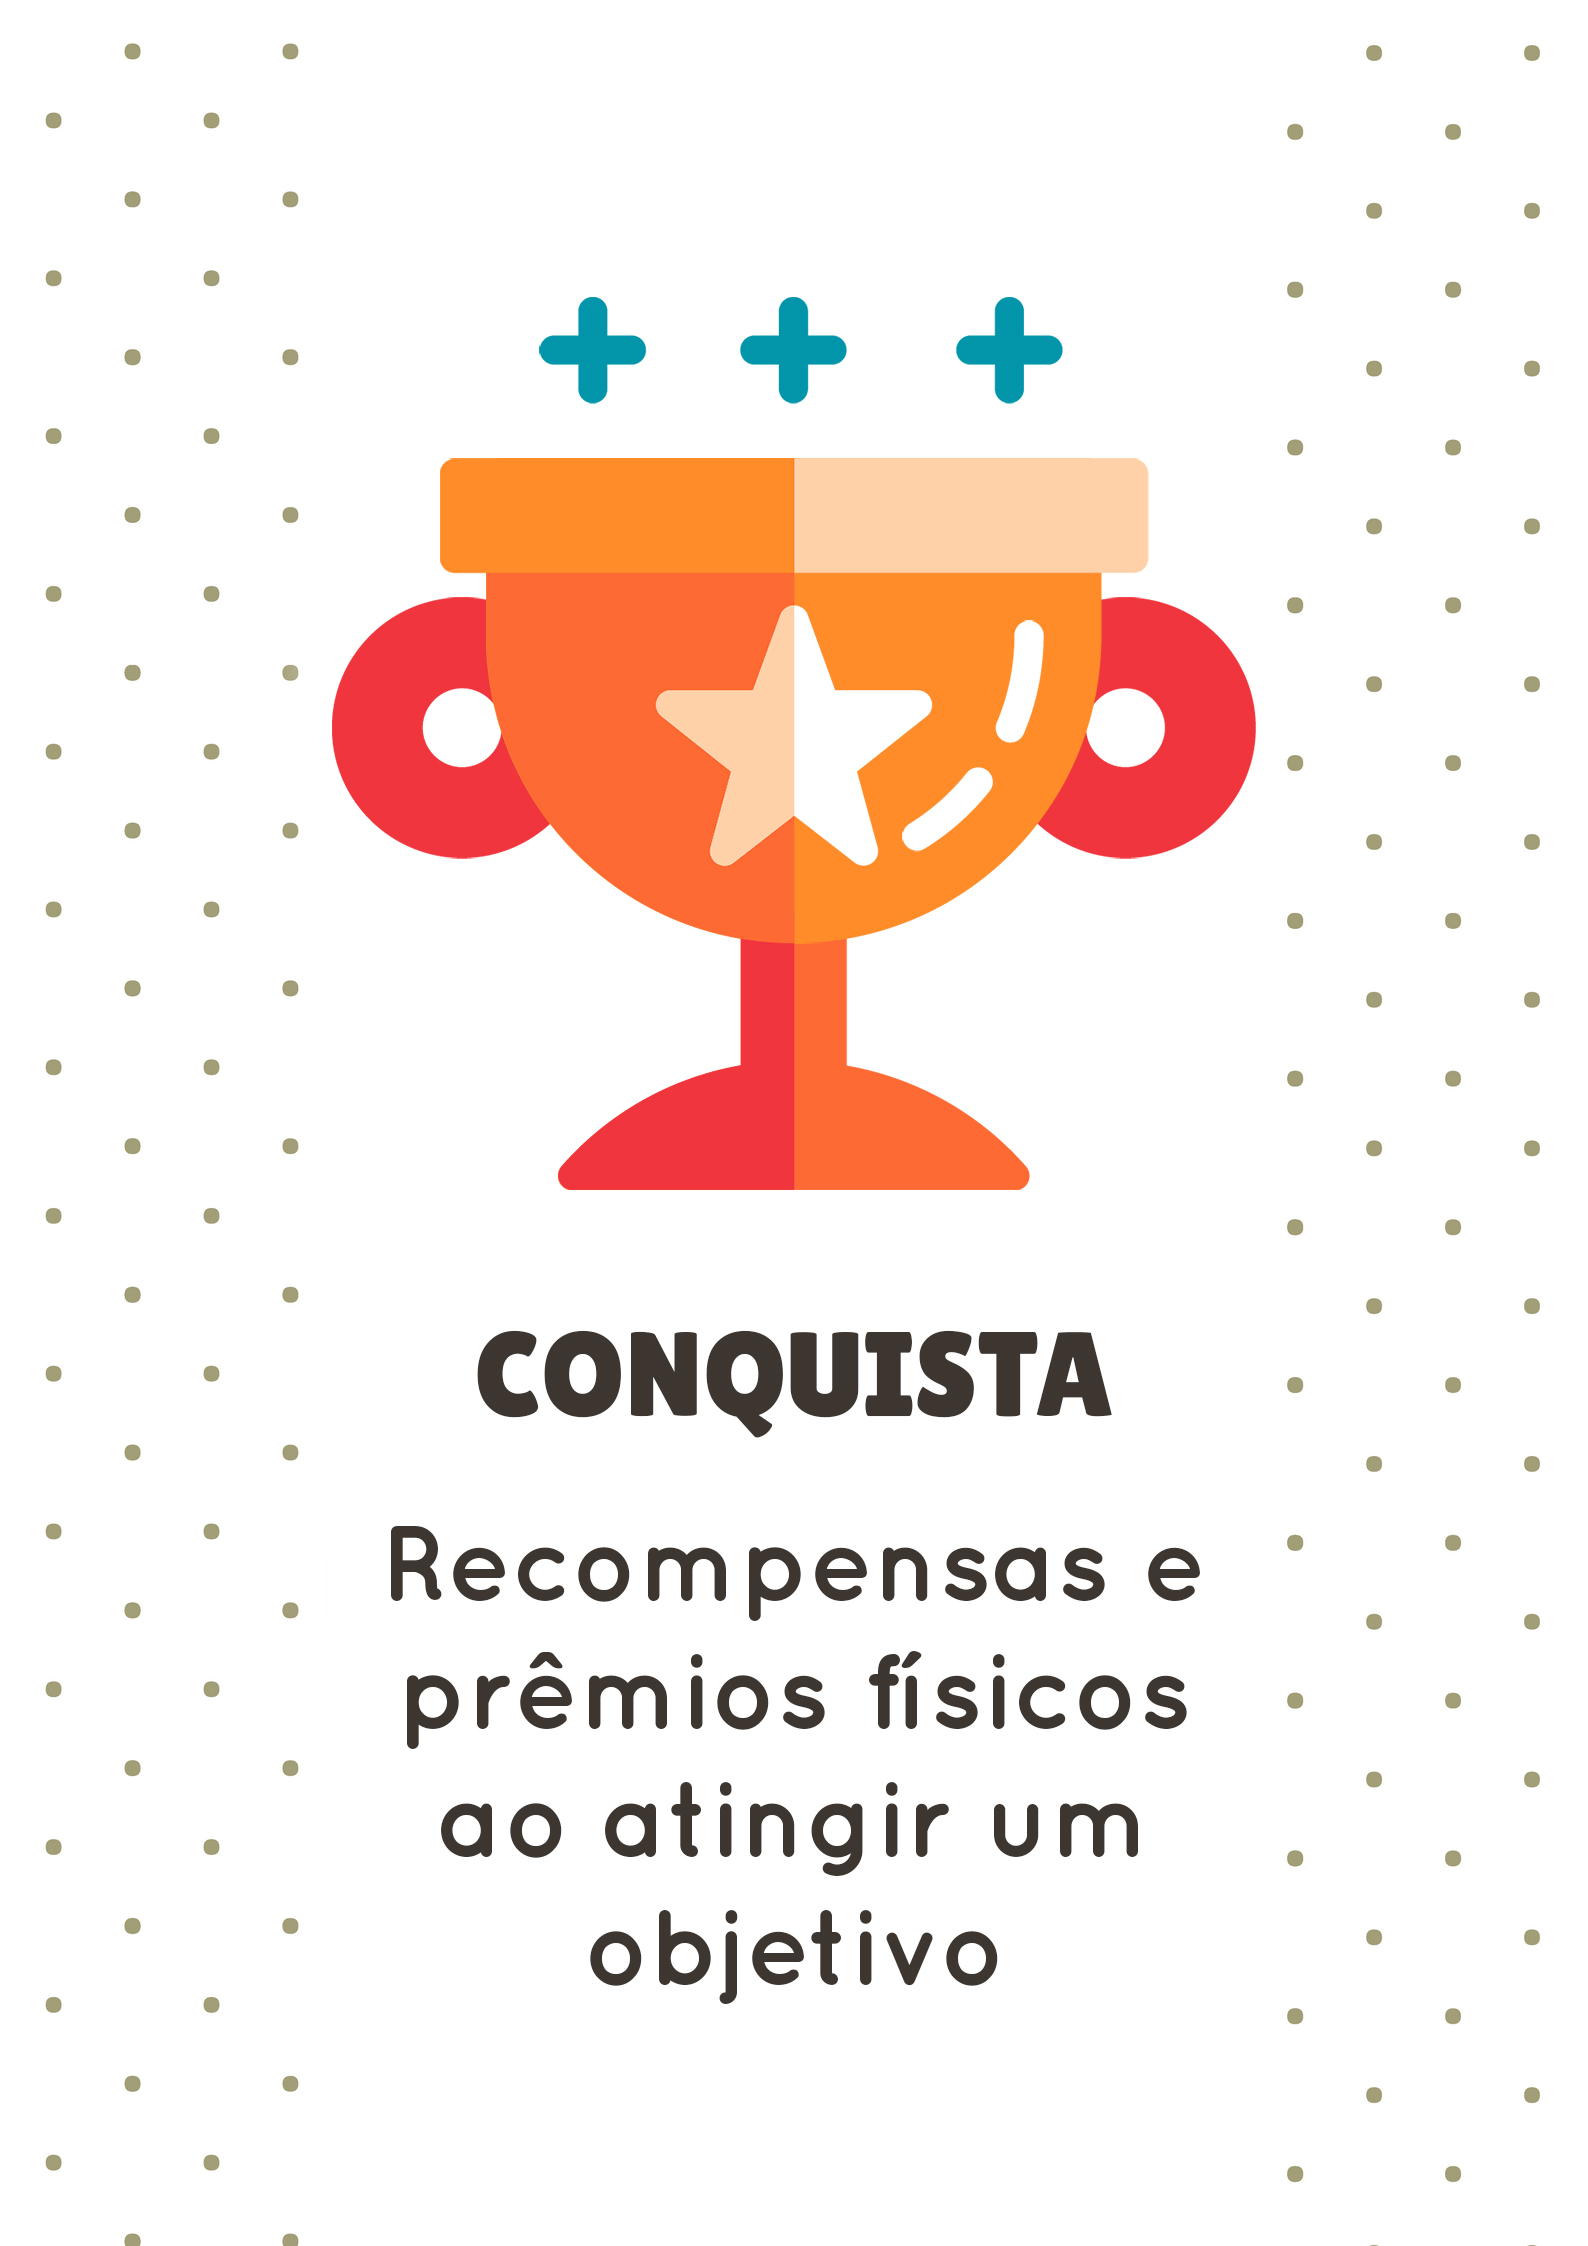 CONQUISTA
Recompensas e
prêmios físicos
ao atingir um
objetivo